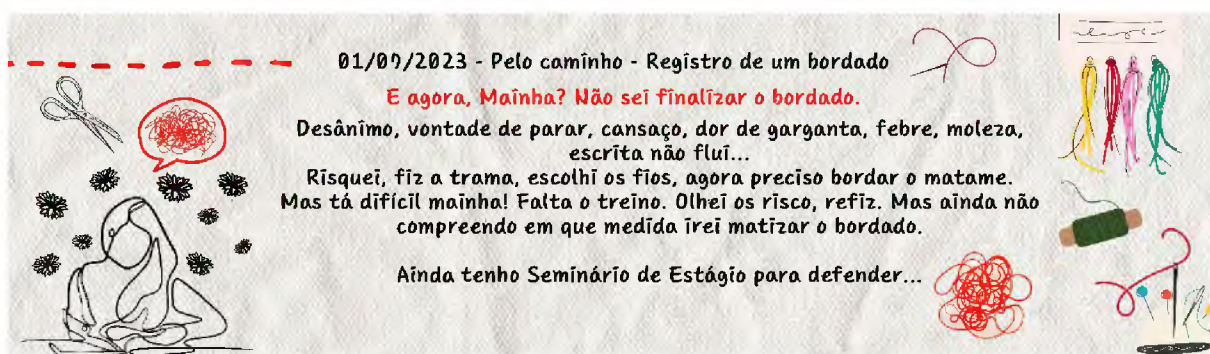 01/09/2023 - Pelo caminho - Registro de um bordado
E agora, Mainha? Não sei finalizar o bordado.
Desânimo, vontade de parar, cansaço, dor de garganta, febre, moleza,
escrita não flui...
Risquei, fiz a trama, escolhi os fios, agora preciso bordar o matame.
Mas tá difícil mainha! Falta o treino. Olhei os risco, refiz. Mas ainda não
compreendo em que medida irei matizar o bordado.
Ainda tenho Seminário de Estágio para defender...